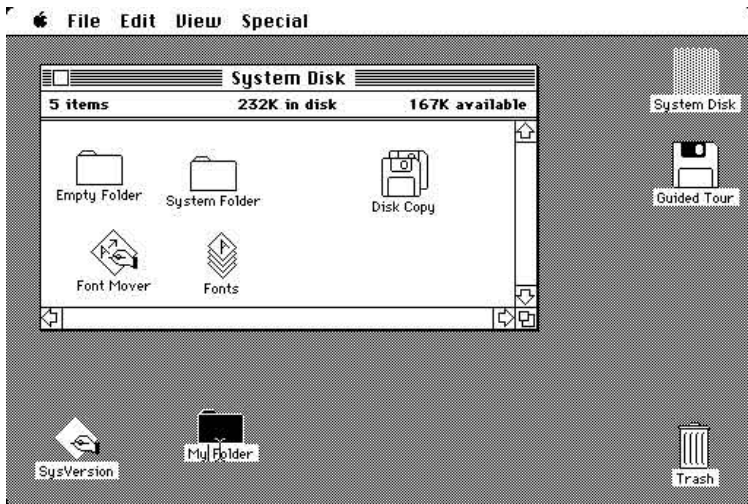 File Edit View Special
System Disk
5 items 232K in disk 167K available
Empty Folder System Folder Disk Copy
Font Mover Fonts
System Disk
Guided Tour
SysVersion My Folder Trash